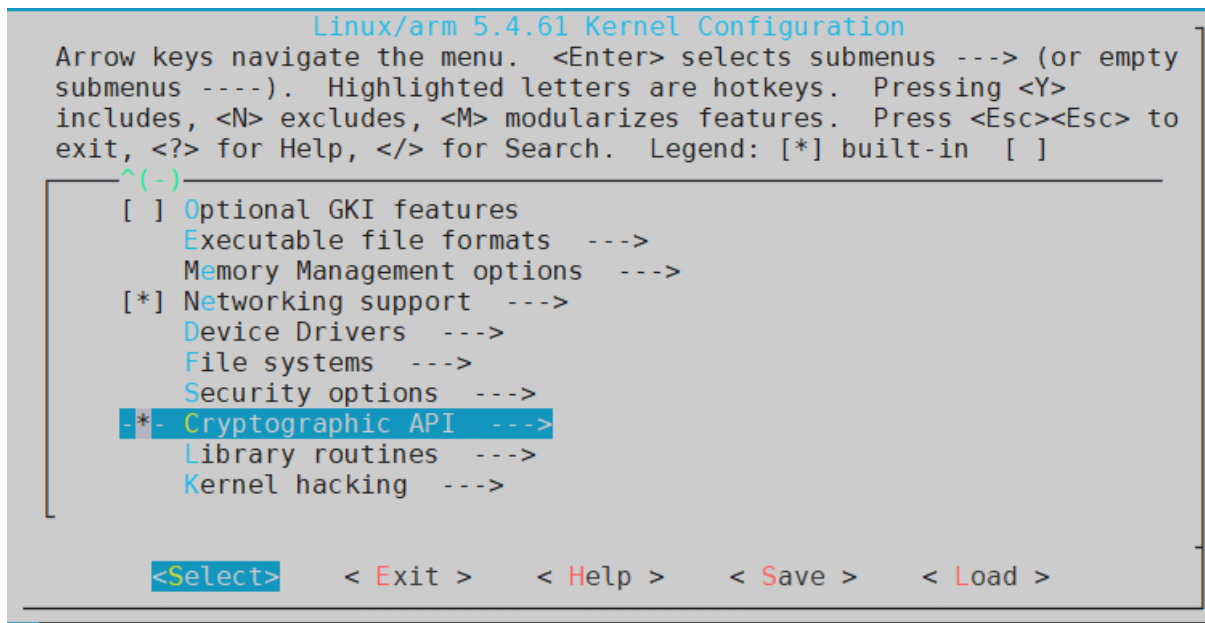 Linux/arm 5.4.61 Kernel Configuration
Arrow keys navigate the menu.  <Enter> selects submenus ---> (or empty
submenus ----).  Highlighted letters are hotkeys.  Pressing <Y>
includes, <N> excludes, <M> modularizes features.  Press <Esc><Esc> to
exit, <?> for Help, </> for Search.  Legend: [*] built-in  [ ]
^(-)
[ ] Optional GKI features
Executable file formats  --->
Memory Management options  --->
[*] Networking support  --->
Device Drivers  --->
File systems  --->
Security options  --->
-*- Cryptographic API  --->
Library routines  --->
Kernel hacking  --->
<Select>    < Exit >    < Help >    < Save >    < Load >